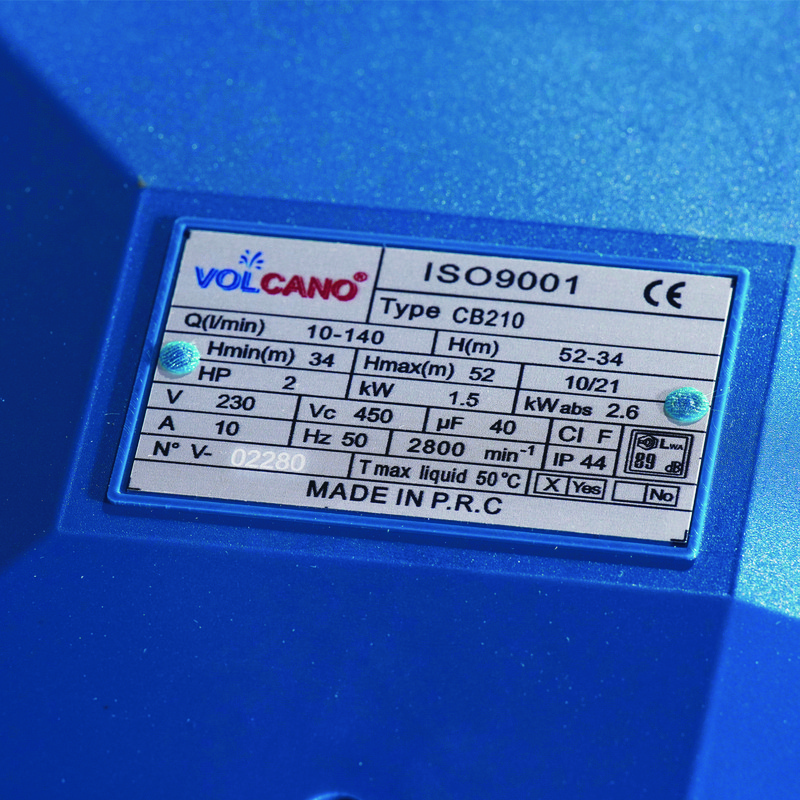 VOLCANO®
ISO9001 CE
Type CB210
Q(l/min) 10-140 H(m) 52-34
Hmin(m) 34 Hmax(m) 52 10/21
HP 2 kW 1.5 kWabs 2.6
V 230 Vc 450 µF 40 CI F
A 10 Hz 50 2800 min-1 IP 44
LWA
89 dB
N° V- 02280 T max liquid 50°C X Yes No
MADE IN P.R.C